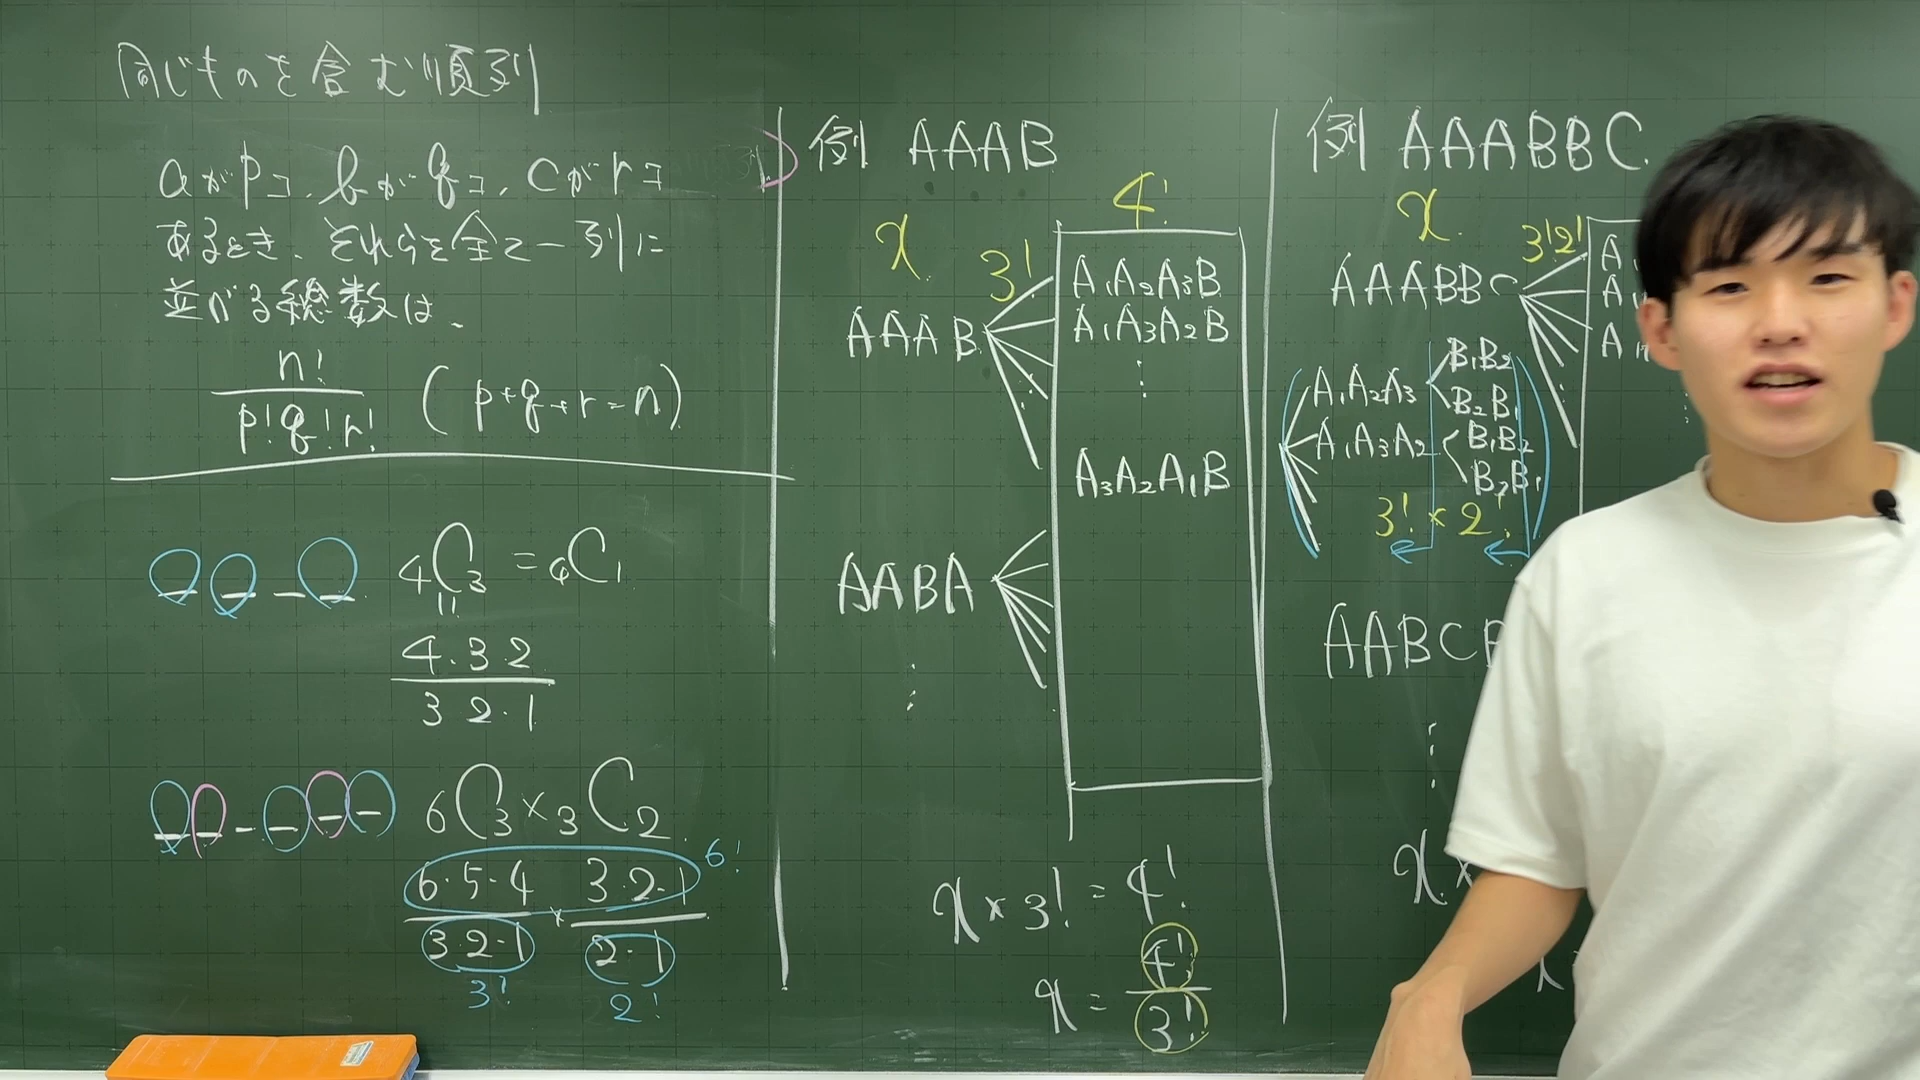 同じものを含む順列
aがpコ、bがqコ、cがrコ
あるとき、それらを全て一列に
並べる総数は、
n!
p!q!r!
(p+q+r=n)
4C3 = 4C1
||
4・3・2
3・2・1
6C3×3C2
6・5・4 × 3・2・1
6!
3・2・1
2・1
3!
2!
例 AAAB
x
3!
4!
AAAB
A1A2A3B
A1A3A2B
⋮
A3A2A1B
AABA
⋮
x × 3! = 4!
x = 4!
3!
例 AAABBC
x
3!2!
AAABBC
A1A2A3
B1B2
B2B1
A1A3A2
B1B2
B2B1
3! × 2!
AABC
⋮
x